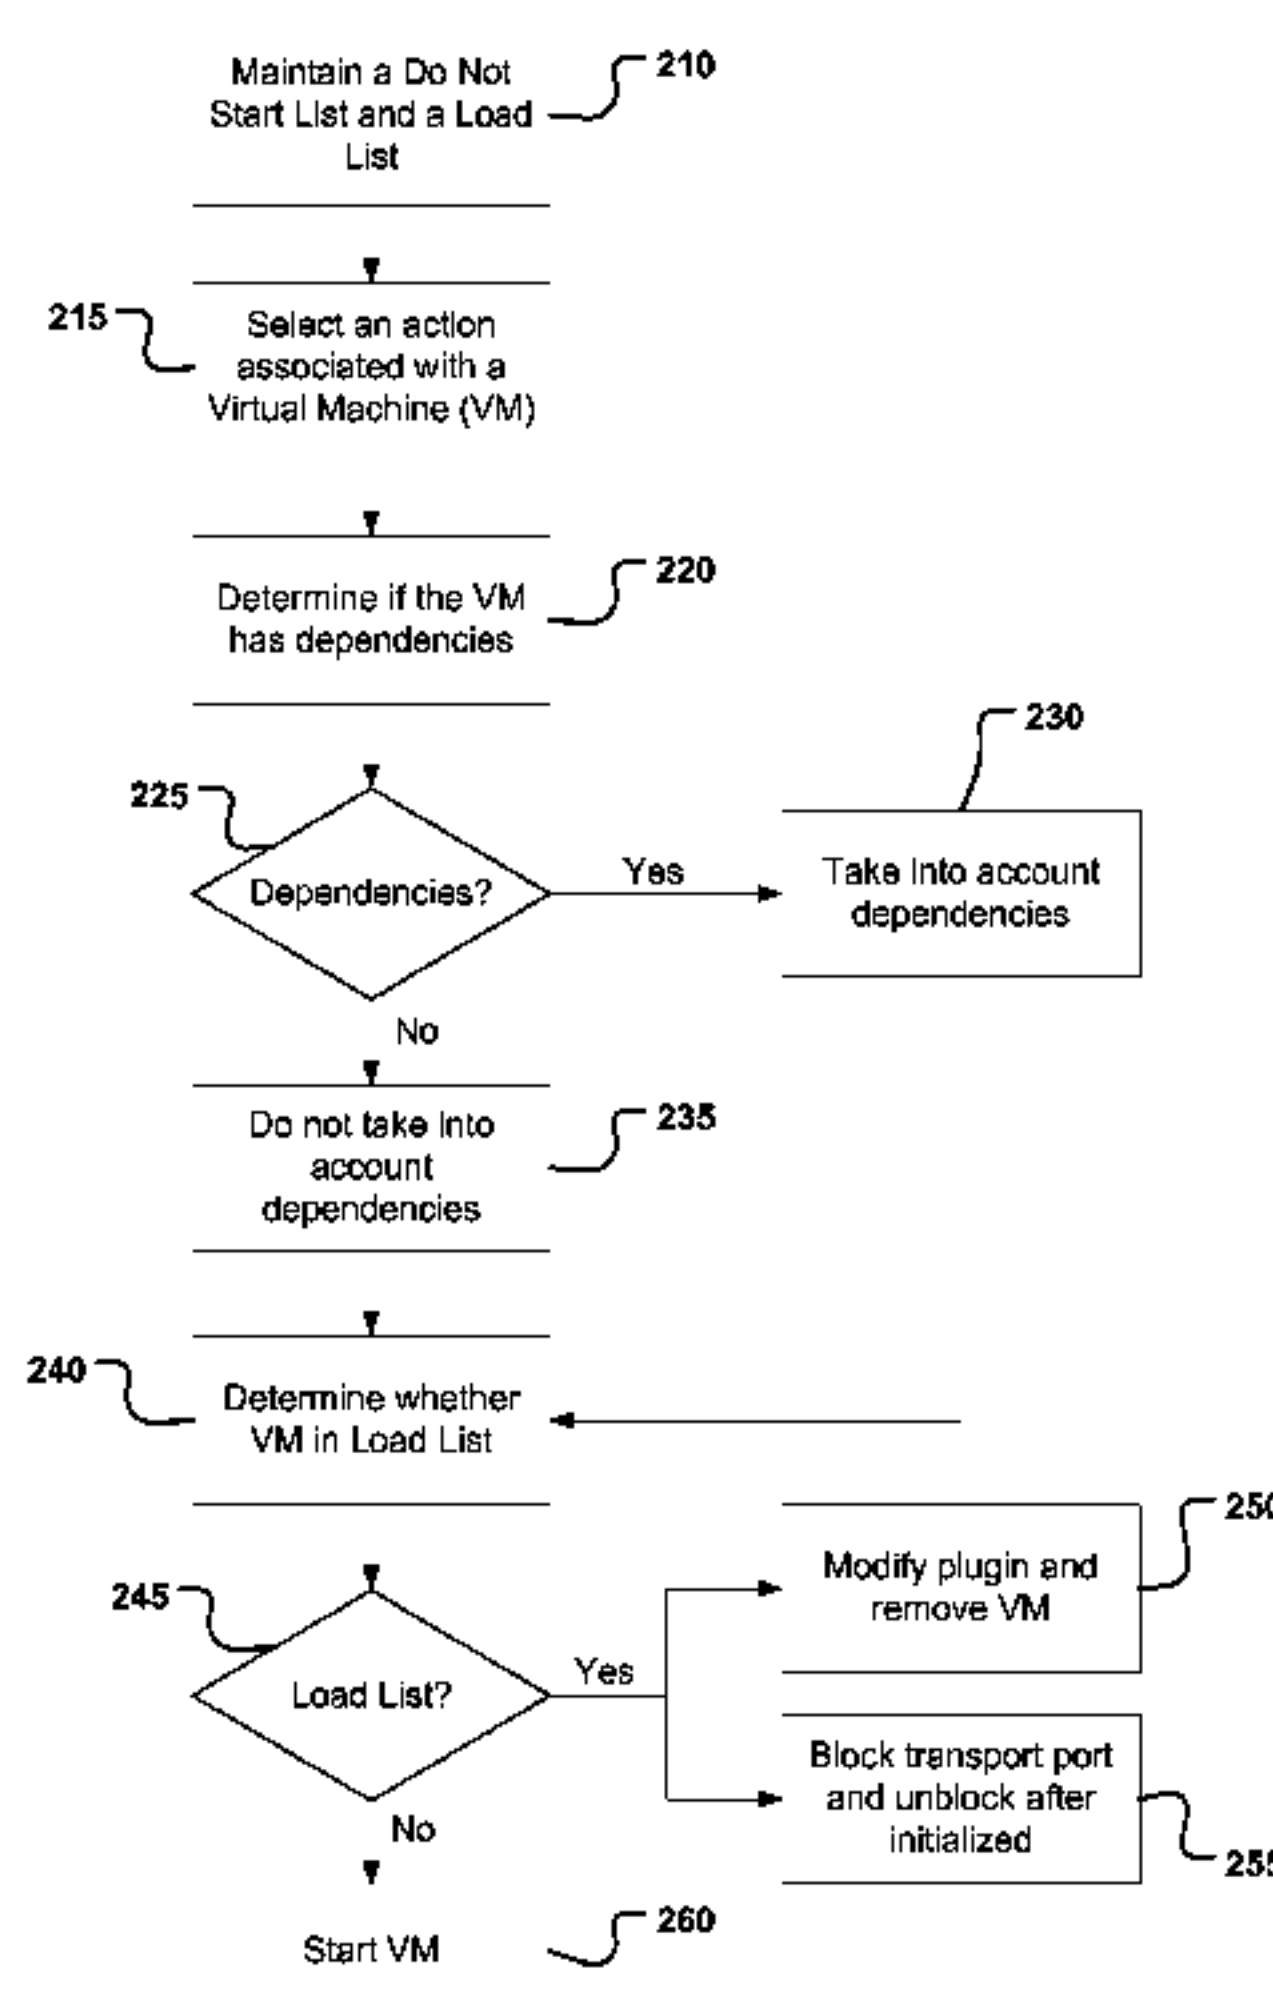 Maintain a Do Not
Start List and a Load
List
210
215
Select an action
associated with a
Virtual Machine (VM)
220
Determine if the VM
has dependencies
230
225
Dependencies?
Yes
Take Into account
dependencies
No
235
Do not take Into
account
dependencies
240
Determine whether
VM in Load List
250
Modify plugin and
remove VM
245
Load List?
Yes
Block transport port
and unblock after
initialized
255
No
260
Start VM